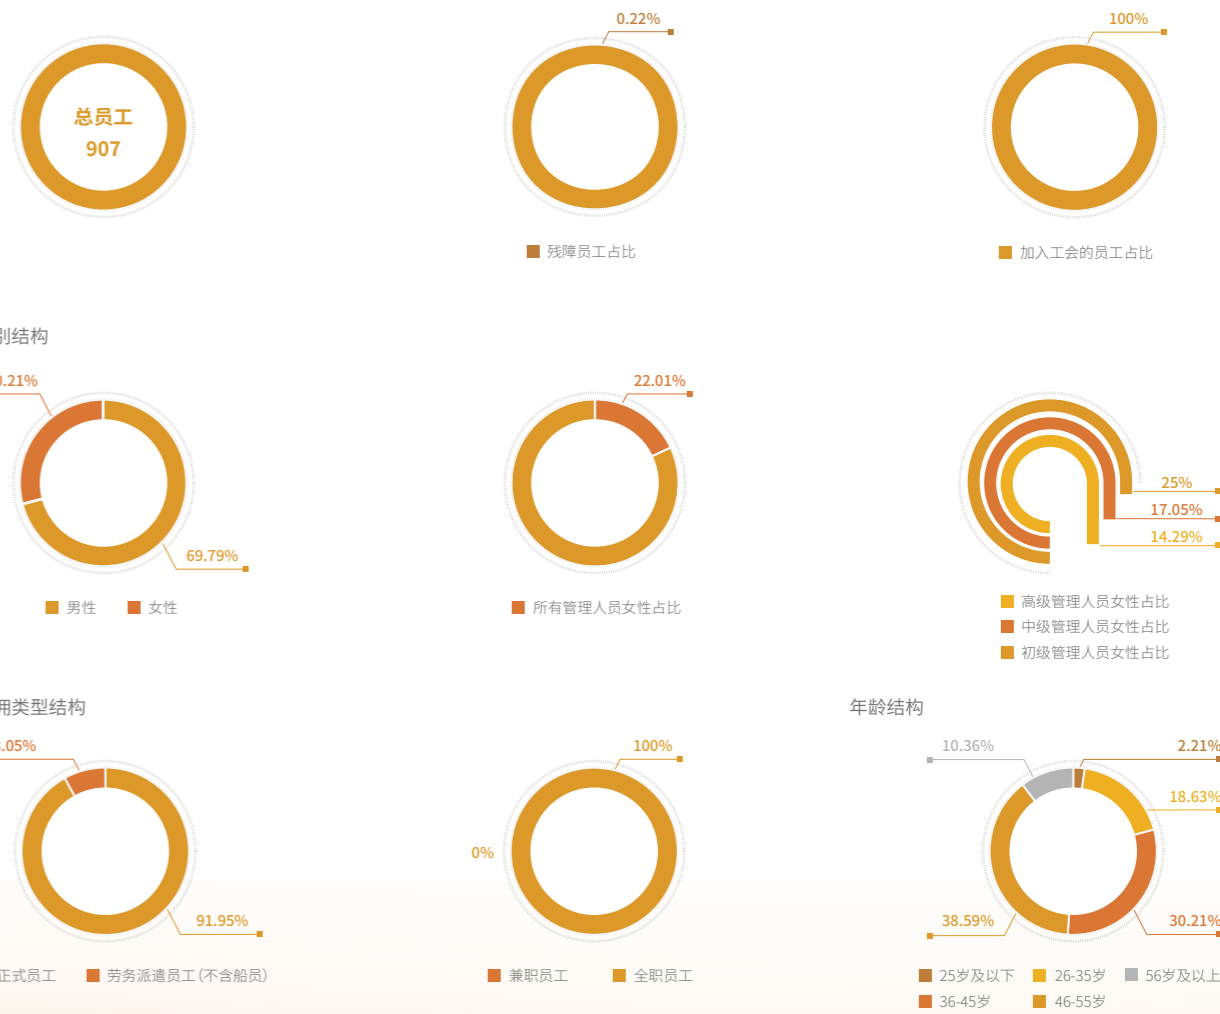 总员工
907
0.22%
残障员工占比
100%
加入工会的员工占比
别结构
0.21%
69.79%
男性 女性
22.01%
所有管理人员女性占比
25%
17.05%
14.29%
高级管理人员女性占比
中级管理人员女性占比
初级管理人员女性占比
佣类型结构
.05%
91.95%
正式员工 劳务派遣员工(不含船员)
100%
0%
兼职员工 全职员工
年龄结构
10.36%
2.21%
18.63%
38.59%
30.21%
25岁及以下 26-35岁 56岁及以上
36-45岁 46-55岁